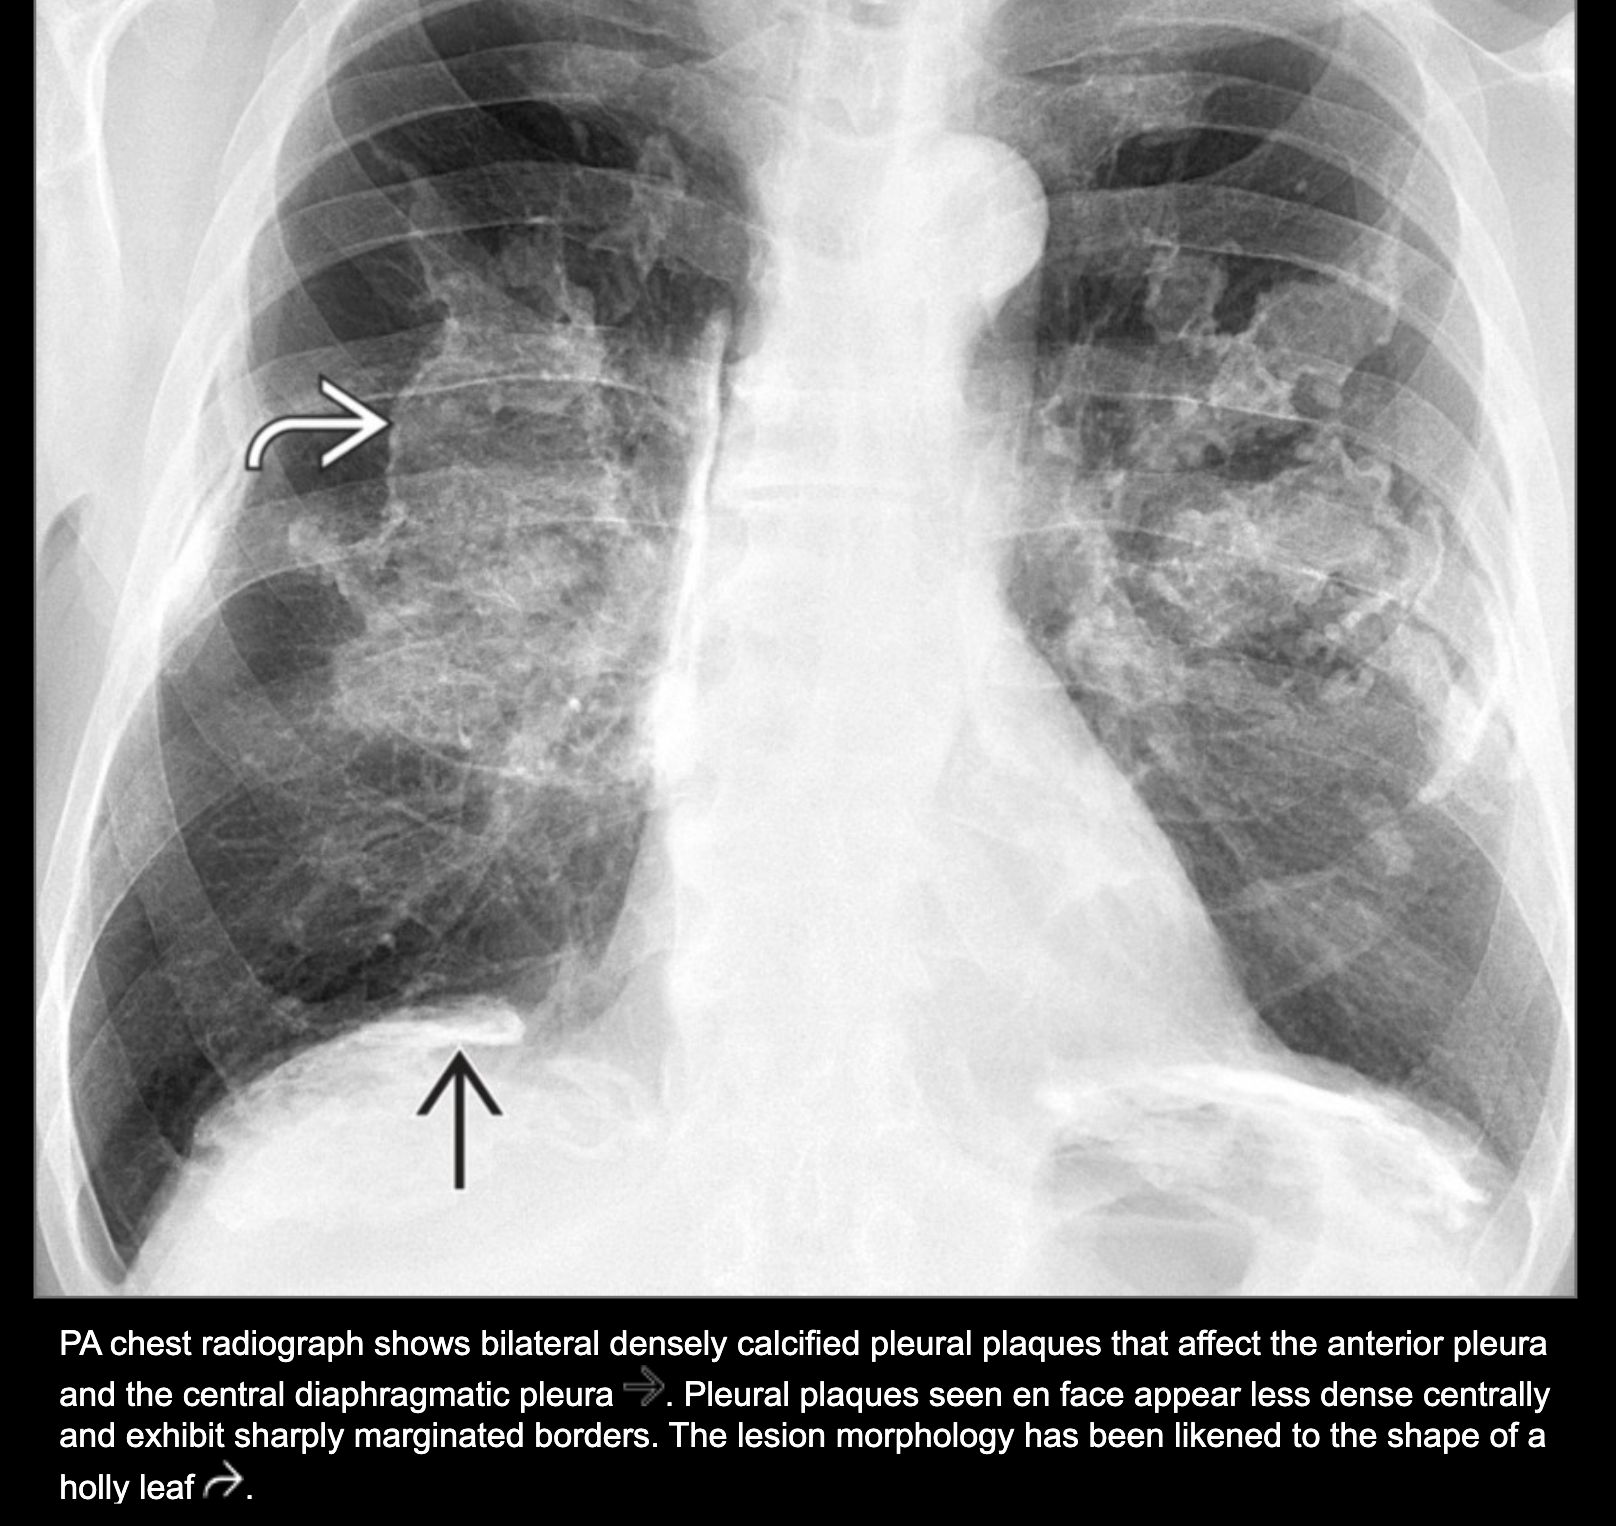 PA chest radiograph shows bilateral densely calcified pleural plaques that affect the anterior pleura
and the central diaphragmatic pleura . Pleural plaques seen en face appear less dense centrally
and exhibit sharply marginated borders. The lesion morphology has been likened to the shape of a
holly leaf .